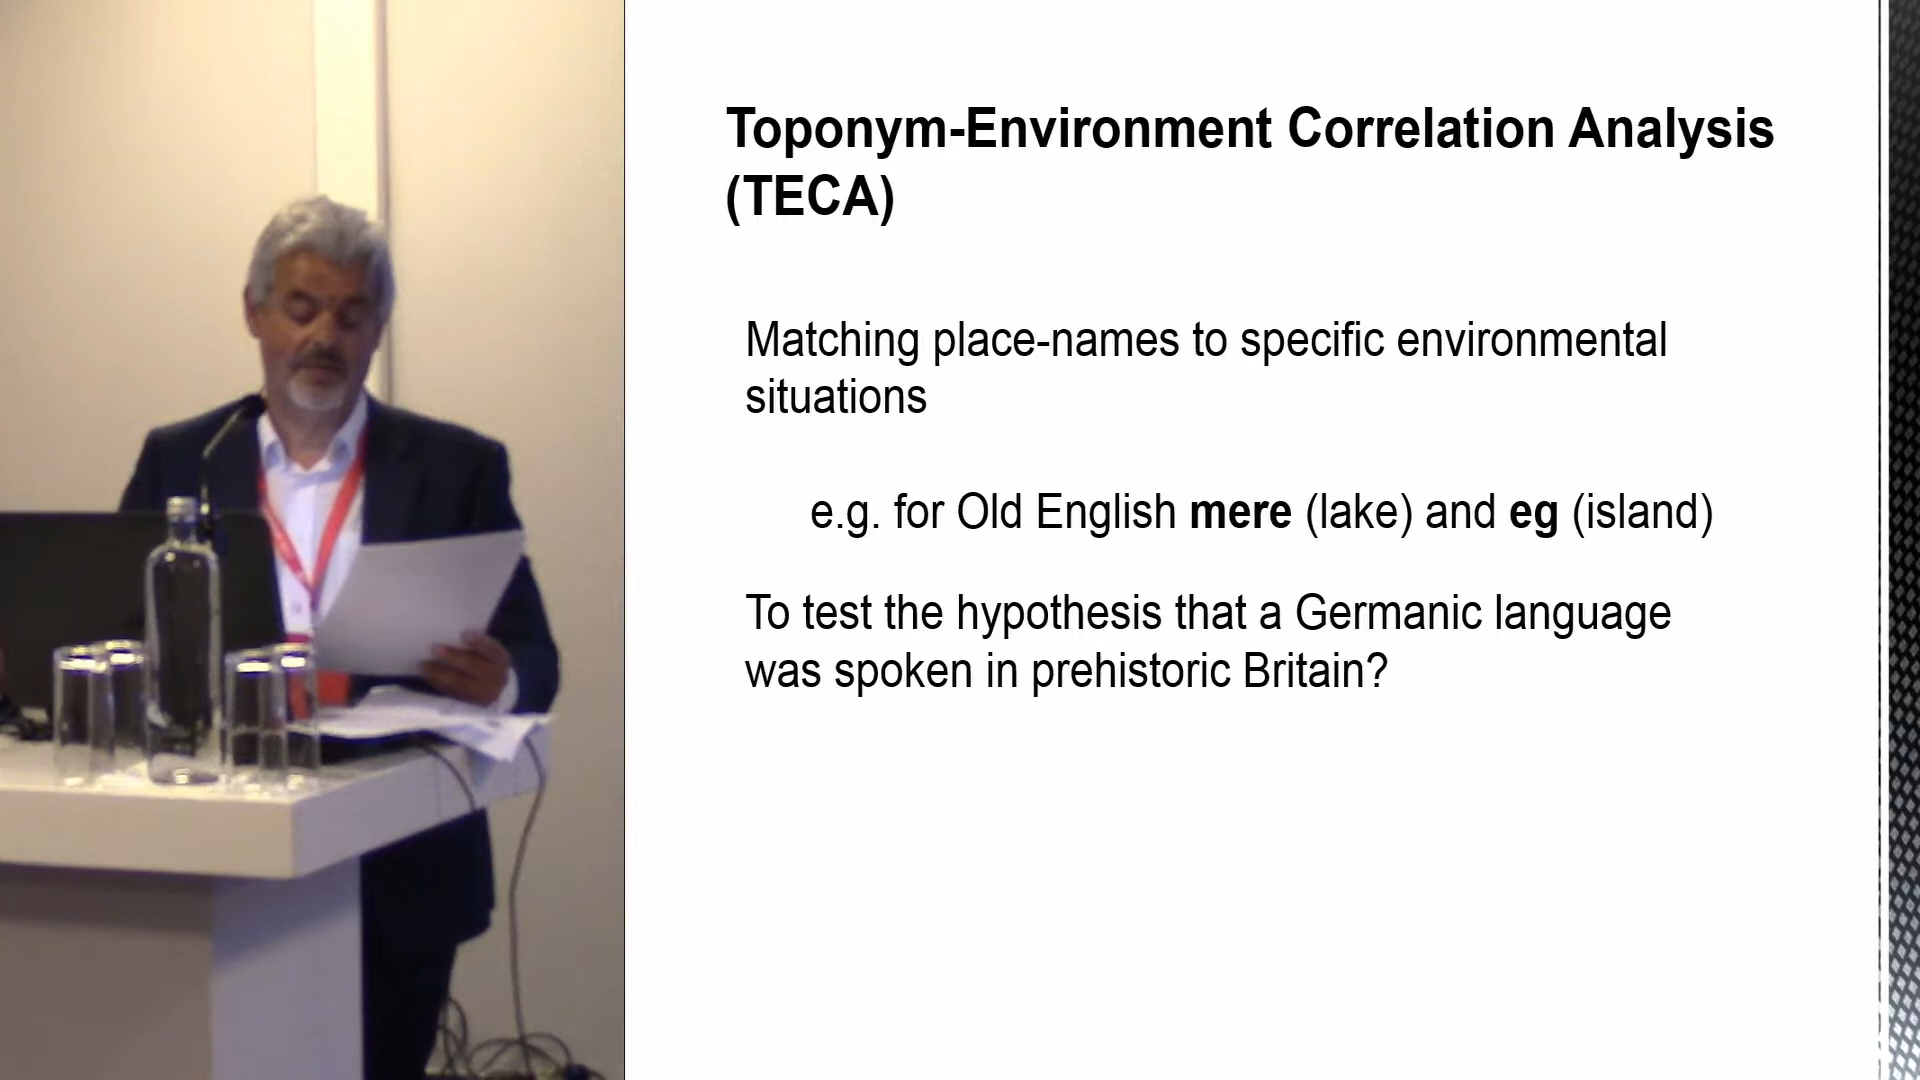 Toponym-Environment Correlation Analysis
(TECA)
Matching place-names to specific environmental
situations
e.g. for Old English mere (lake) and eg (island)
To test the hypothesis that a Germanic language
was spoken in prehistoric Britain?